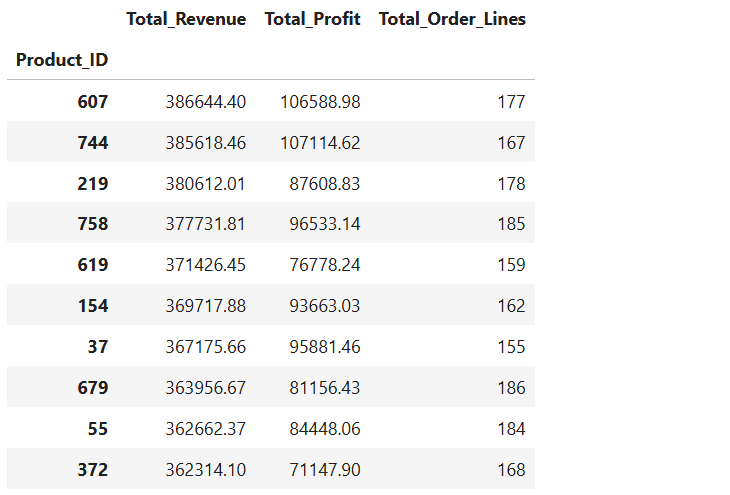 Total_Revenue Total_Profit Total_Order_Lines
Product_ID
607 386644.40 106588.98 177
744 385618.46 107114.62 167
219 380612.01 87608.83 178
758 377731.81 96533.14 185
619 371426.45 76778.24 159
154 369717.88 93663.03 162
37 367175.66 95881.46 155
679 363956.67 81156.43 186
55 362662.37 84448.06 184
372 362314.10 71147.90 168